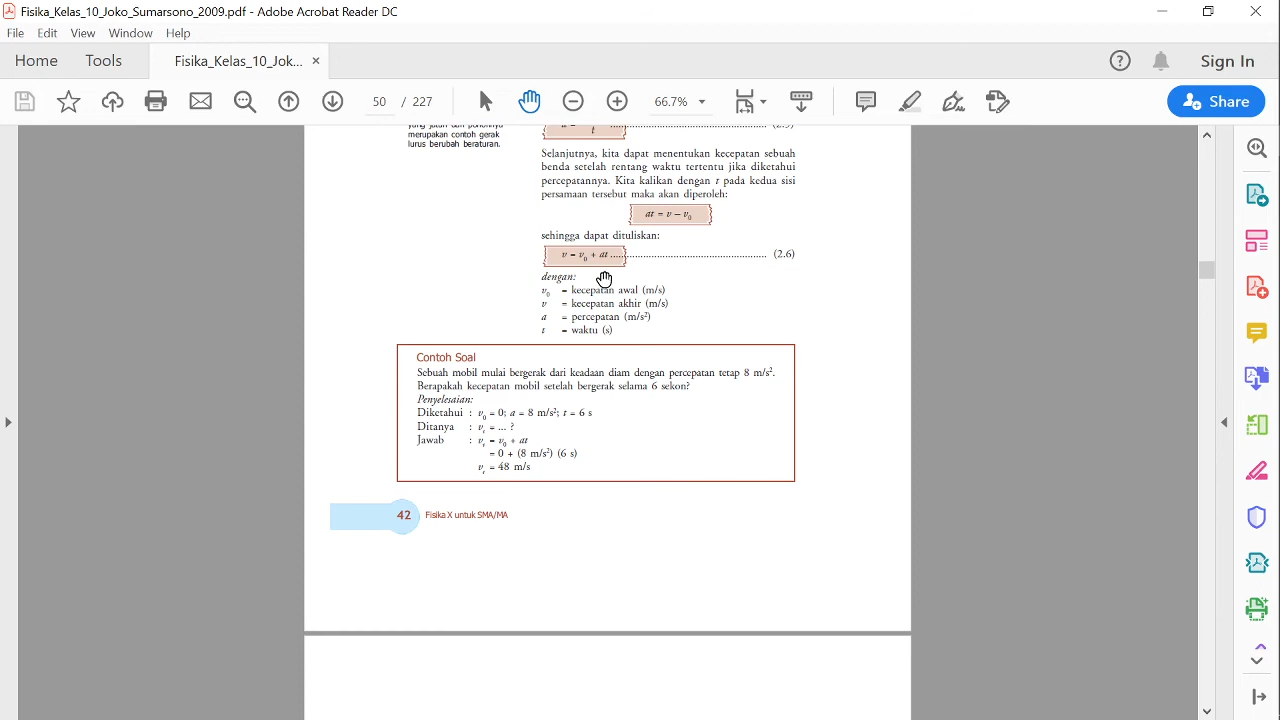 Fisika_Kelas_10_Joko_Sumarsono_2009.pdf - Adobe Acrobat Reader DC
File Edit View Window Help
Home Tools Fisika_Kelas_10_Jok... ×
Sign In
50 / 227 66.7% Share
yang jatuh dari pohonnya
merupakan contoh gerak
lurus berubah beraturan.
t
Selanjutnya, kita dapat menentukan kecepatan sebuah
benda setelah rentang waktu tertentu jika diketahui
percepatannya. Kita kalikan dengan t pada kedua sisi
persamaan tersebut maka akan diperoleh:
at = v – v₀
sehingga dapat dituliskan:
v = v₀ + at ............................................................ (2.6)
dengan:
v₀ = kecepatan awal (m/s)
v = kecepatan akhir (m/s)
a = percepatan (m/s²)
t = waktu (s)
Contoh Soal
Sebuah mobil mulai bergerak dari keadaan diam dengan percepatan tetap 8 m/s².
Berapakah kecepatan mobil setelah bergerak selama 6 sekon?
Penyelesaian:
Diketahui : v₀ = 0; a = 8 m/s²; t = 6 s
Ditanya : vₜ = ... ?
Jawab : vₜ = v₀ + at
= 0 + (8 m/s²) (6 s)
vₜ = 48 m/s
42 Fisika X untuk SMA/MA